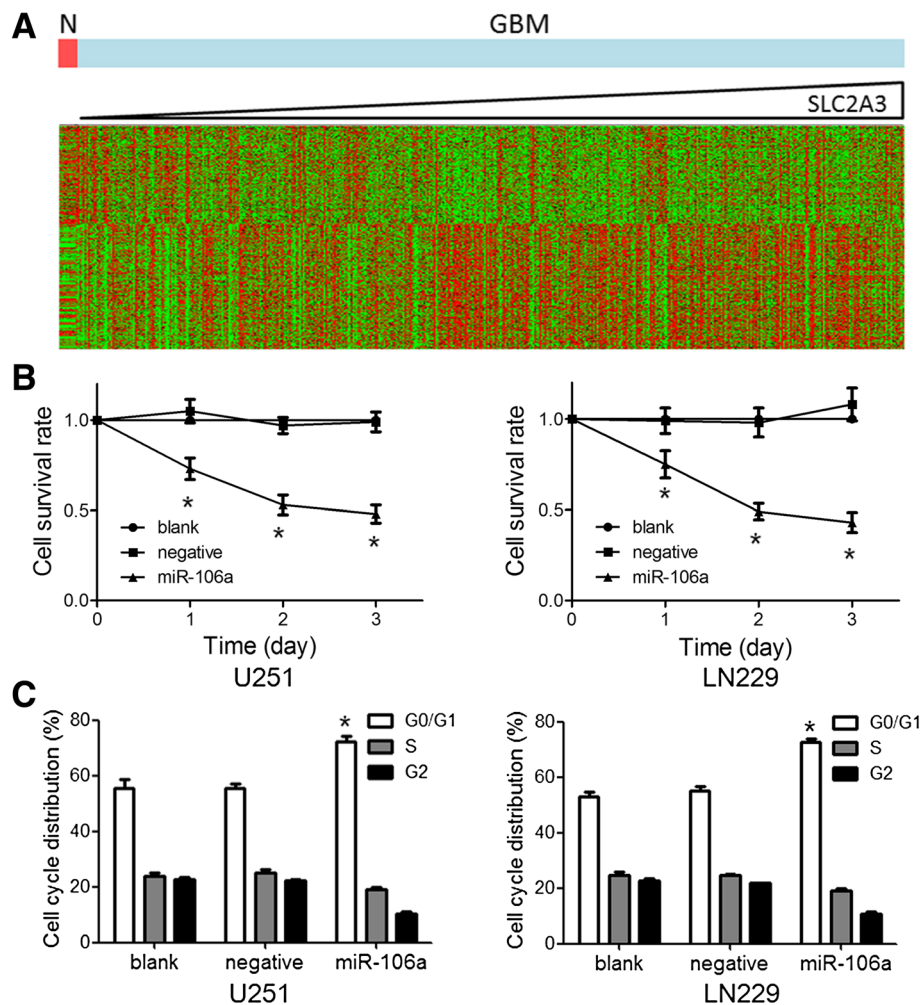 A
N GBM
SLC2A3
B
Cell survival rate
1.0
0.5
0.0
blank
negative
miR-106a
* * *
0 1 2 3
Time (day)
U251
Cell survival rate
1.0
0.5
0.0
blank
negative
miR-106a
* * *
0 1 2 3
Time (day)
LN229
C
Cell cycle distribution (%)
80
60
40
20
0
*
G0/G1
S
G2
blank negative miR-106a
U251
Cell cycle distribution (%)
80
60
40
20
0
*
G0/G1
S
G2
blank negative miR-106a
LN229